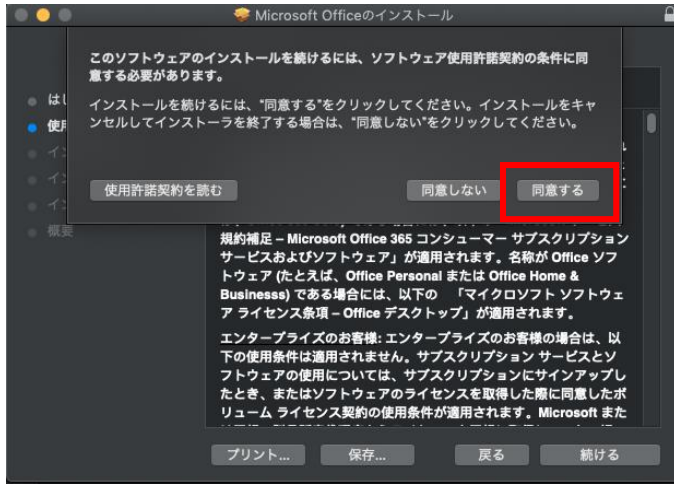 Microsoft Officeのインストール
このソフトウェアのインストールを続けるには、ソフトウェア使用許諾契約の条件に同
意する必要があります。
インストールを続けるには、"同意する"をクリックしてください。インストールをキャ
ンセルしてインストーラを終了する場合は、"同意しない"をクリックしてください。
使用許諾契約を読む
同意しない
同意する
概要
規約補足 – Microsoft Office 365 コンシューマー サブスクリプション
サービスおよびソフトウェア」が適用されます。名称が Office ソフ
トウェア (たとえば、Office Personal または Office Home &
Businesss) である場合には、以下の 「マイクロソフト ソフトウェ
ア ライセンス条項 – Office デスクトップ」が適用されます。
エンタープライズのお客様: エンタープライズのお客様の場合は、以
下の使用条件は適用されません。サブスクリプション サービスとソ
フトウェアの使用については、サブスクリプションにサインアップし
たとき、またはソフトウェアのライセンスを取得した際に同意したボ
リューム ライセンス契約の使用条件が適用されます。Microsoft また
プリント...
保存...
戻る
続ける